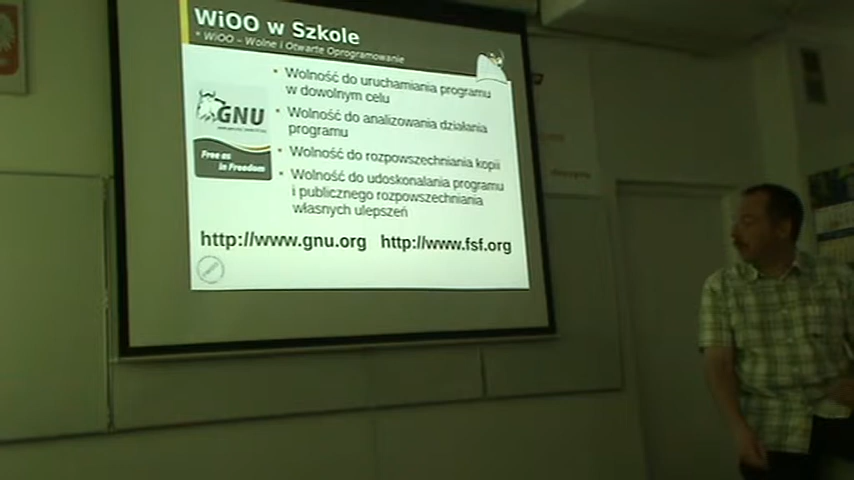 WiOO w Szkole
* WiOO – Wolne i Otwarte Oprogramowanie
• Wolność do uruchamiania programu
w dowolnym celu
• Wolność do analizowania działania
programu
• Wolność do rozpowszechniania kopii
• Wolność do udoskonalania programu
i publicznego rozpowszechniania
własnych ulepszeń
GNU
Free as
in Freedom
http://www.gnu.org http://www.fsf.org